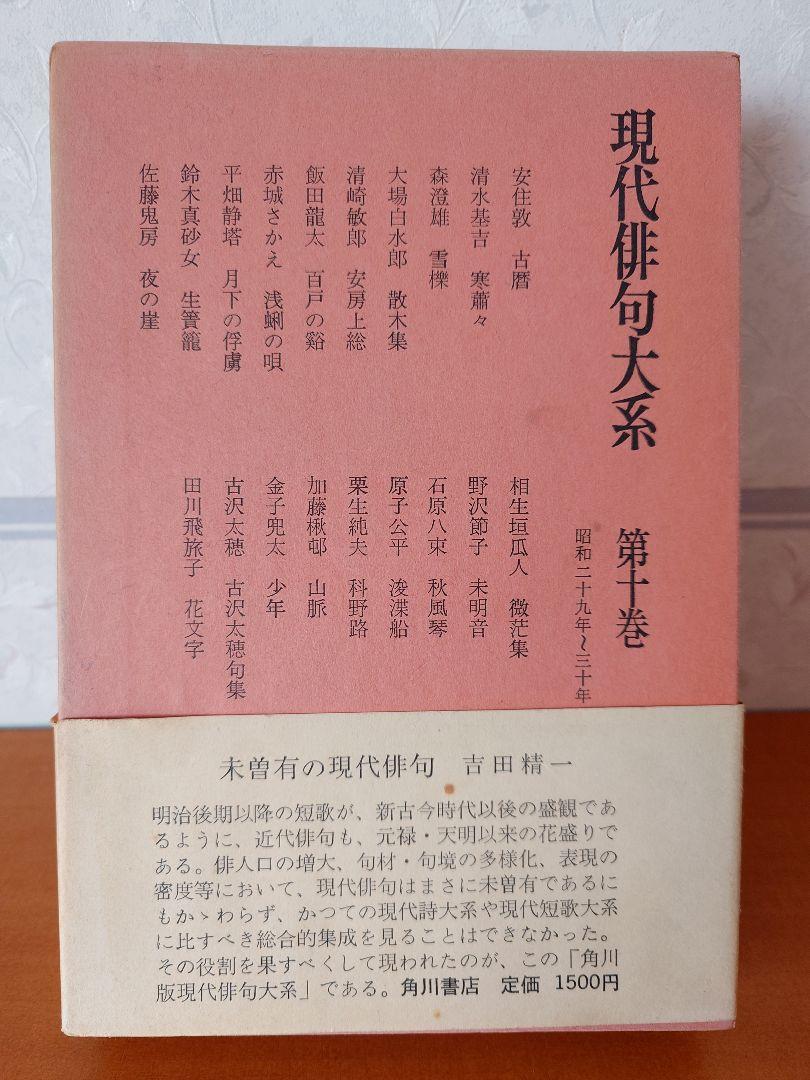 現代俳句大系 第十巻
昭和二十九年～三十年
安住敦 古暦
清水基吉 寒蕭々
森澄雄 雪櫟
大場白水郎 散木集
清崎敏郎 安房上総
飯田龍太 百戸の谿
赤城さかえ 浅蜊の唄
平畑静塔 月下の俘虜
鈴木真砂女 生簀籠
佐藤鬼房 夜の崖
相生垣瓜人 微茫集
野沢節子 未明音
石原八束 秋風琴
原子公平 浚渫船
栗生純夫 科野路
加藤楸邨 山脈
金子兜太 少年
古沢太穂 古沢太穂句集
田川飛旅子 花文字
未曽有の現代俳句 吉田精一
明治後期以降の短歌が、新古今時代以後の盛観であ
るように、近代俳句も、元禄・天明以来の花盛りで
ある。俳人口の増大、句材・句境の多様化、表現の
密度等において、現代俳句はまさに未曽有であるに
もかゝわらず、かつての現代詩大系や現代短歌大系
に比すべき総合的集成を見ることはできなかった。
その役割を果すべくして現われたのが、この「角川
版現代俳句大系」である。角川書店 定価 1500円